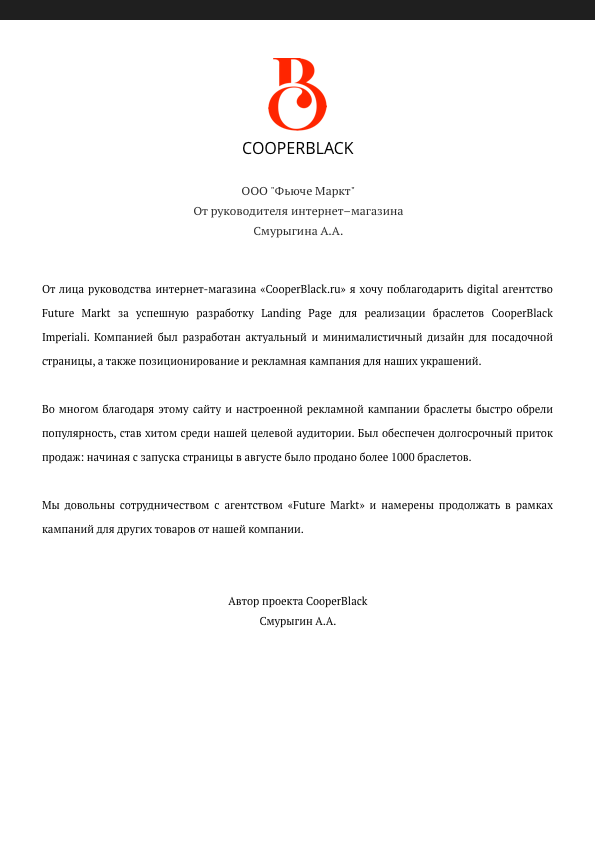 COOPERBLACK
ООО "Фьюче Маркт"
От руководителя интернет–магазина
Смурыгина А.А.
От лица руководства интернет-магазина «CooperBlack.ru» я хочу поблагодарить digital агентство
Future Markt за успешную разработку Landing Page для реализации браслетов CooperBlack
Imperiali. Компанией был разработан актуальный и минималистичный дизайн для посадочной
страницы, а также позиционирование и рекламная кампания для наших украшений.
Во многом благодаря этому сайту и настроенной рекламной кампании браслеты быстро обрели
популярность, став хитом среди нашей целевой аудитории. Был обеспечен долгосрочный приток
продаж: начиная с запуска страницы в августе было продано более 1000 браслетов.
Мы довольны сотрудничеством с агентством «Future Markt» и намерены продолжать в рамках
кампаний для других товаров от нашей компании.
Автор проекта CooperBlack
Смурыгин А.А.